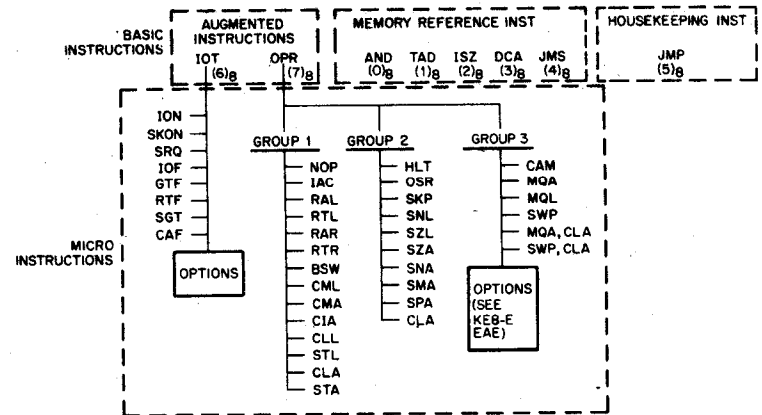 BASIC
INSTRUCTIONS
AUGMENTED
INSTRUCTIONS
IOT
(6)8
OPR
(7)8
MEMORY REFERENCE INST
AND
(0)8
TAD
(1)8
ISZ
(2)8
DCA
(3)8
JMS
(4)8
HOUSEKEEPING INST
JMP
(5)8
MICRO
INSTRUCTIONS
ION
SKON
SRQ
IOF
GTF
RTF
SGT
CAF
OPTIONS
GROUP 1
NOP
IAC
RAL
RTL
RAR
RTR
BSW
CML
CMA
CIA
CLL
STL
CLA
STA
GROUP 2
HLT
OSR
SKP
SNL
SZL
SZA
SNA
SMA
SPA
CLA
GROUP 3
CAM
MQA
MQL
SWP
MQA, CLA
SWP, CLA
OPTIONS
(SEE
KE8-E
EAE)